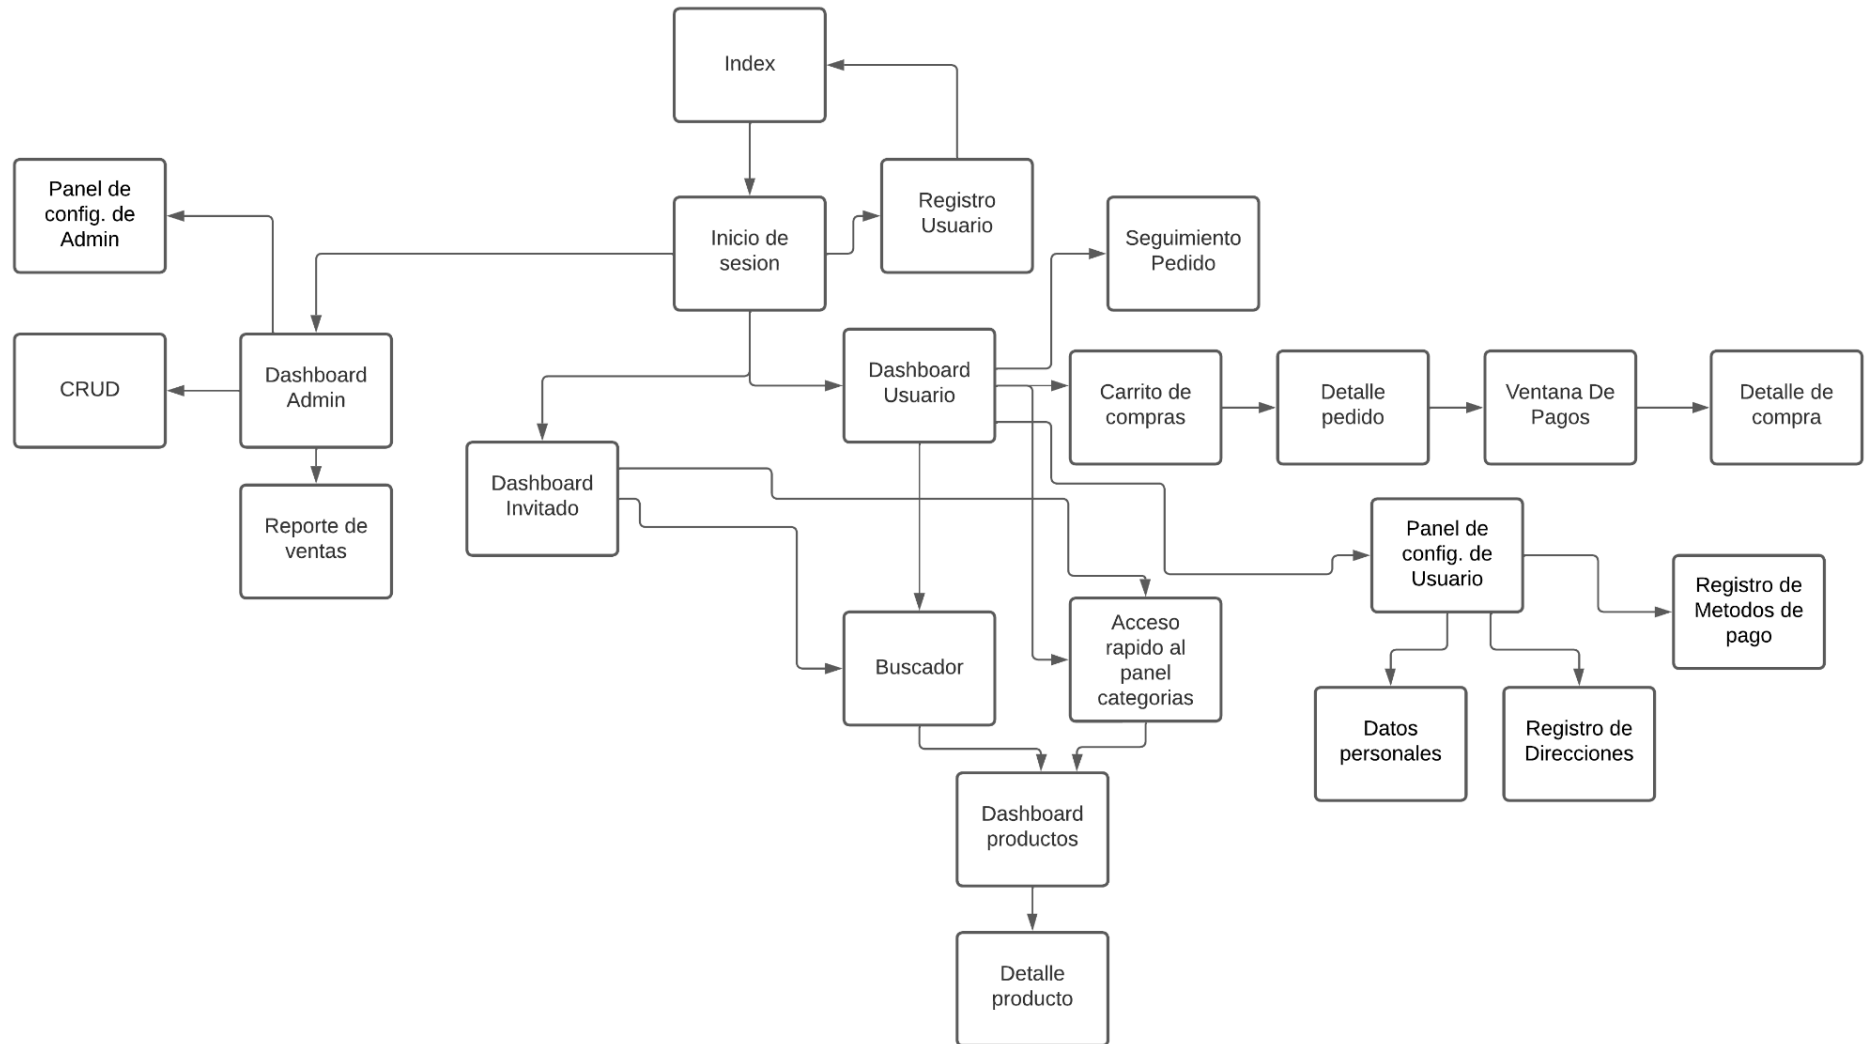 Index
Panel de
config. de
Admin
Registro
Usuario
Inicio de
sesion
Seguimiento
Pedido
CRUD
Dashboard
Admin
Dashboard
Usuario
Carrito de
compras
Detalle
pedido
Ventana De
Pagos
Detalle de
compra
Dashboard
Invitado
Reporte de
ventas
Panel de
config. de
Usuario
Registro de
Metodos de
pago
Buscador
Acceso
rapido al
panel
categorias
Datos
personales
Registro de
Direcciones
Dashboard
productos
Detalle
producto